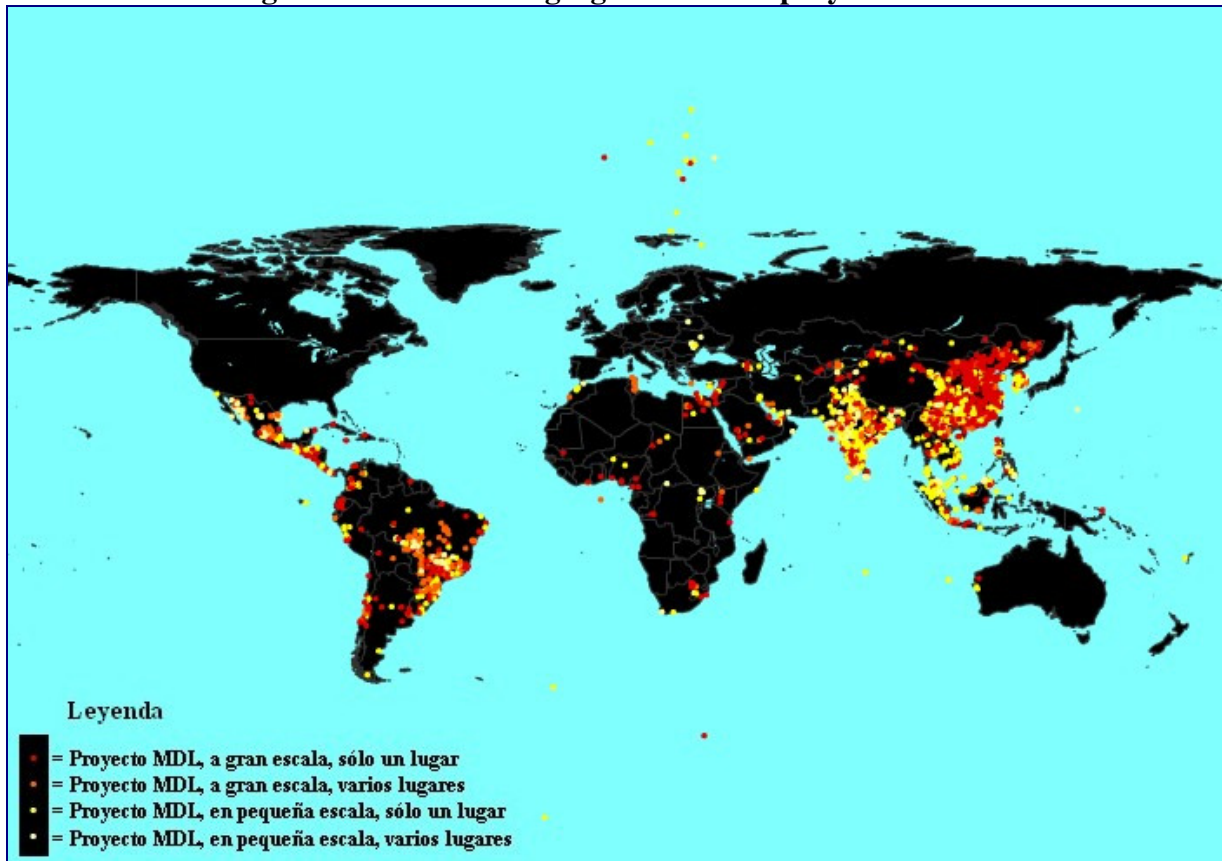 Leyenda
= Proyecto MDL, a gran escala, sólo un lugar
= Proyecto MDL, a gran escala, varios lugares
= Proyecto MDL, en pequeña escala, sólo un lugar
= Proyecto MDL, en pequeña escala, varios lugares